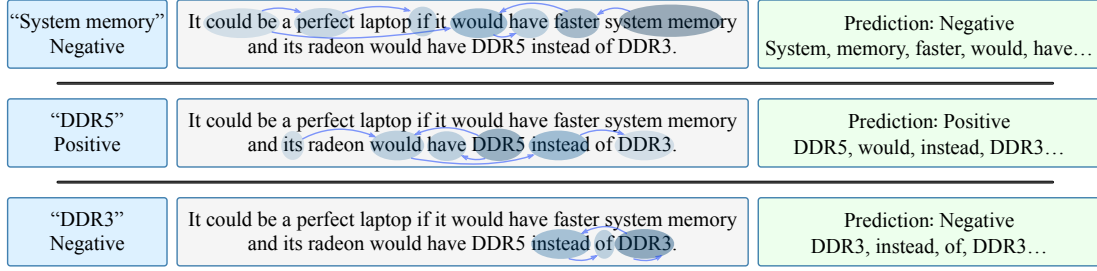 “System memory”
Negative
It could be a perfect laptop if it would have faster system memory
and its radeon would have DDR5 instead of DDR3.
Prediction: Negative
System, memory, faster, would, have…
“DDR5”
Positive
It could be a perfect laptop if it would have faster system memory
and its radeon would have DDR5 instead of DDR3.
Prediction: Positive
DDR5, would, instead, DDR3…
“DDR3”
Negative
It could be a perfect laptop if it would have faster system memory
and its radeon would have DDR5 instead of DDR3.
Prediction: Negative
DDR3, instead, of, DDR3…